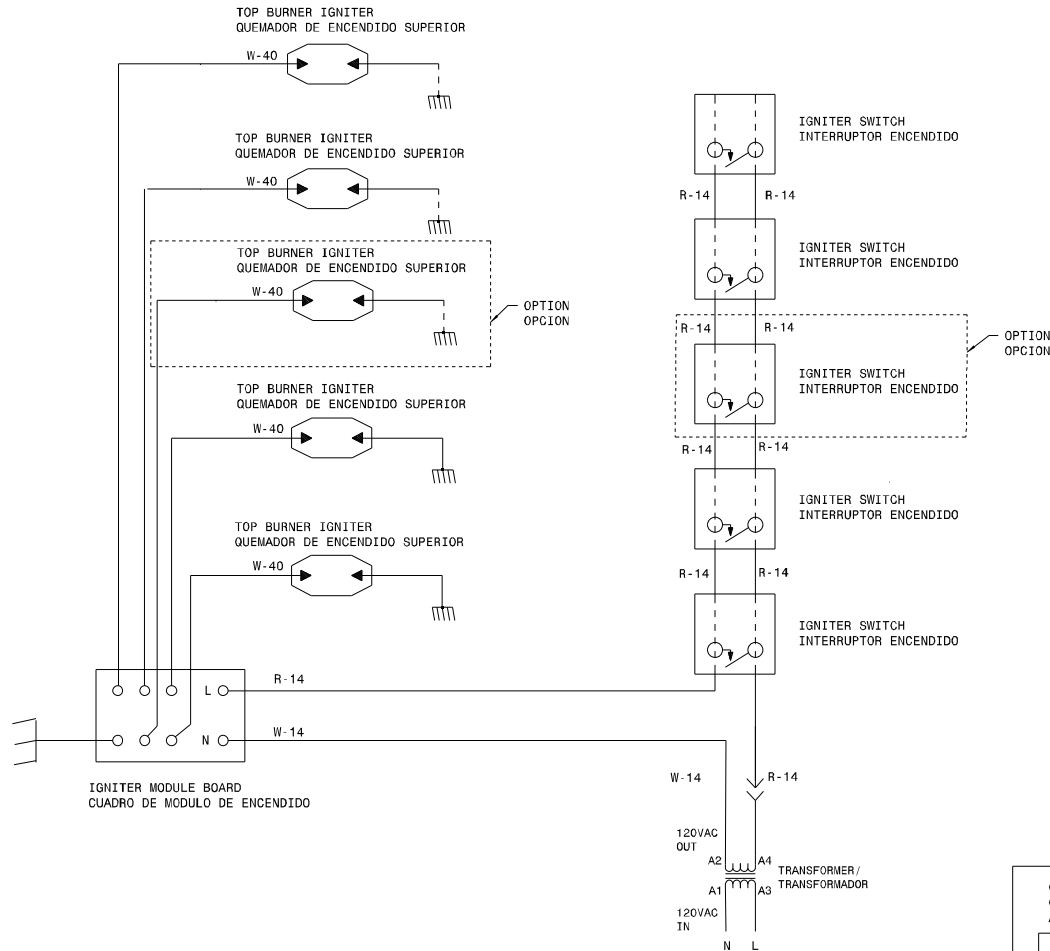 TOP BURNER IGNITER
QUEMADOR DE ENCENDIDO SUPERIOR
W-40
TOP BURNER IGNITER
QUEMADOR DE ENCENDIDO SUPERIOR
W-40
TOP BURNER IGNITER
QUEMADOR DE ENCENDIDO SUPERIOR
W-40
OPTION
OPCION
TOP BURNER IGNITER
QUEMADOR DE ENCENDIDO SUPERIOR
W-40
TOP BURNER IGNITER
QUEMADOR DE ENCENDIDO SUPERIOR
W-40
IGNITER SWITCH
INTERRUPTOR ENCENDIDO
R-14 R-14
IGNITER SWITCH
INTERRUPTOR ENCENDIDO
R-14 R-14
OPTION
OPCION
IGNITER SWITCH
INTERRUPTOR ENCENDIDO
R-14 R-14
IGNITER SWITCH
INTERRUPTOR ENCENDIDO
R-14 R-14
IGNITER SWITCH
INTERRUPTOR ENCENDIDO
L R-14
N W-14
IGNITER MODULE BOARD
CUADRO DE MODULO DE ENCENDIDO
W-14 R-14
120VAC
OUT
A2 A4
TRANSFORMER/
TRANSFORMADOR
A1 A3
120VAC
IN
N L